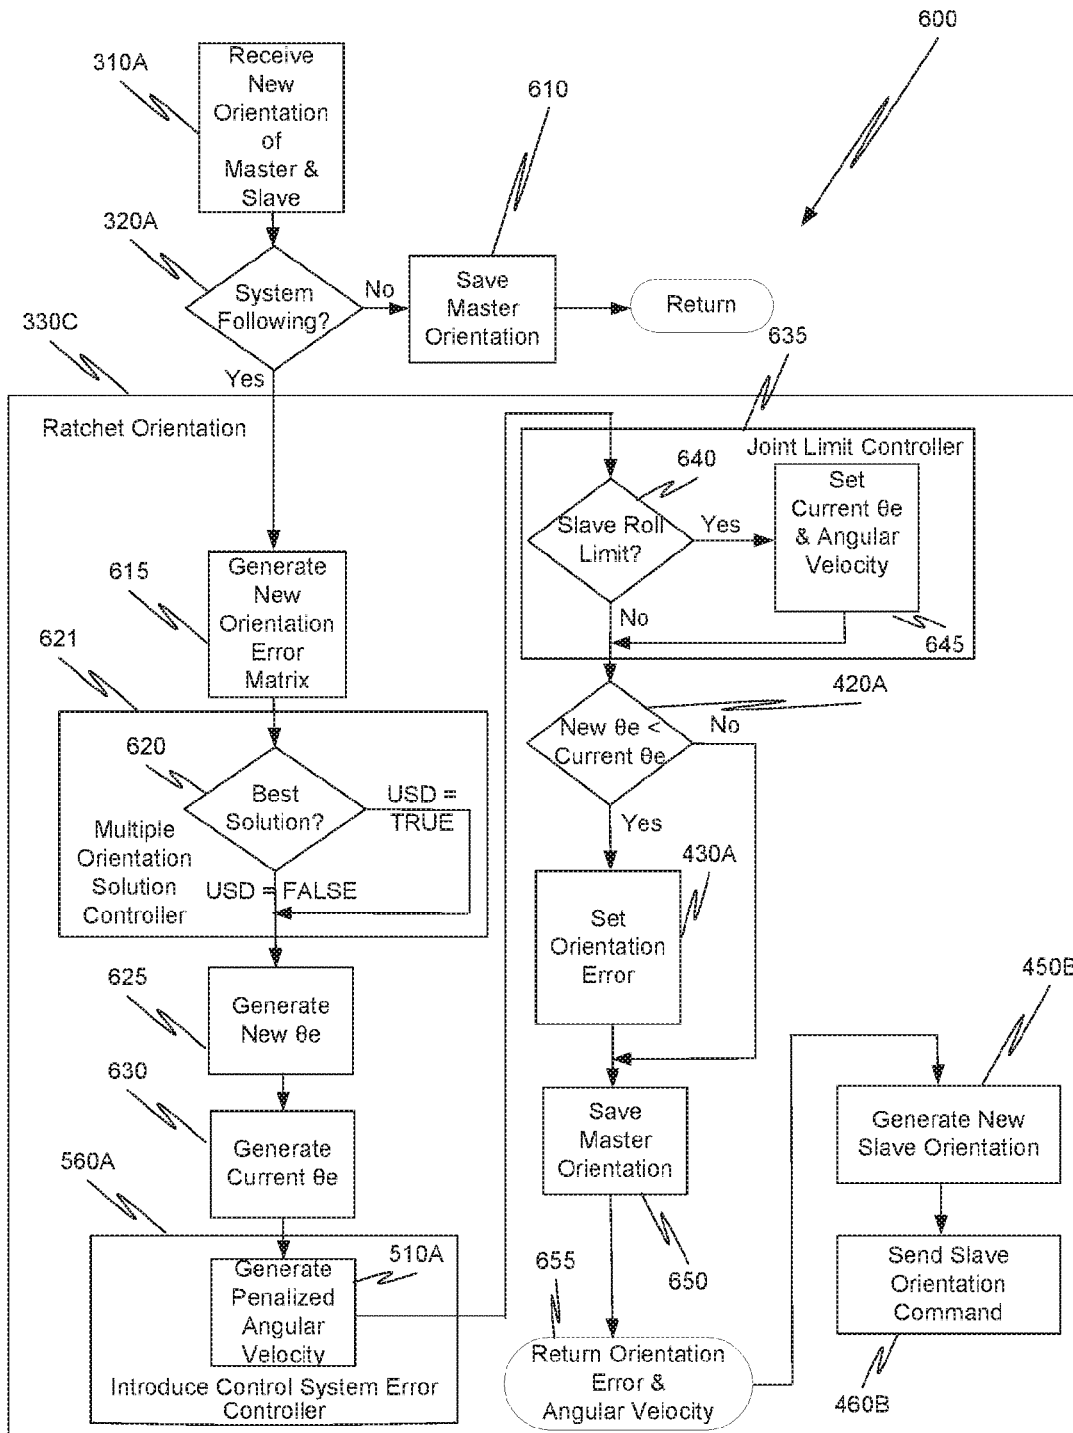 600
310A
Receive
New
Orientation
of
Master &
Slave
610
320A
System
Following?
No
Save
Master
Orientation
Return
330C
Yes
635
Ratchet Orientation
Joint Limit Controller
640
Slave Roll
Limit?
Yes
Set
Current θe
& Angular
Velocity
No
645
615
Generate
New
Orientation
Error
Matrix
621
620
Best
Solution?
USD =
TRUE
Multiple
Orientation
Solution
Controller
USD = FALSE
420A
New θe <
Current θe
No
Yes
430A
Set
Orientation
Error
625
Generate
New θe
630
Generate
Current θe
560A
510A
Generate
Penalized
Angular
Velocity
Introduce Control System Error
Controller
Save
Master
Orientation
650
655
Return Orientation
Error &
Angular Velocity
450B
Generate New
Slave Orientation
Send Slave
Orientation
Command
460B